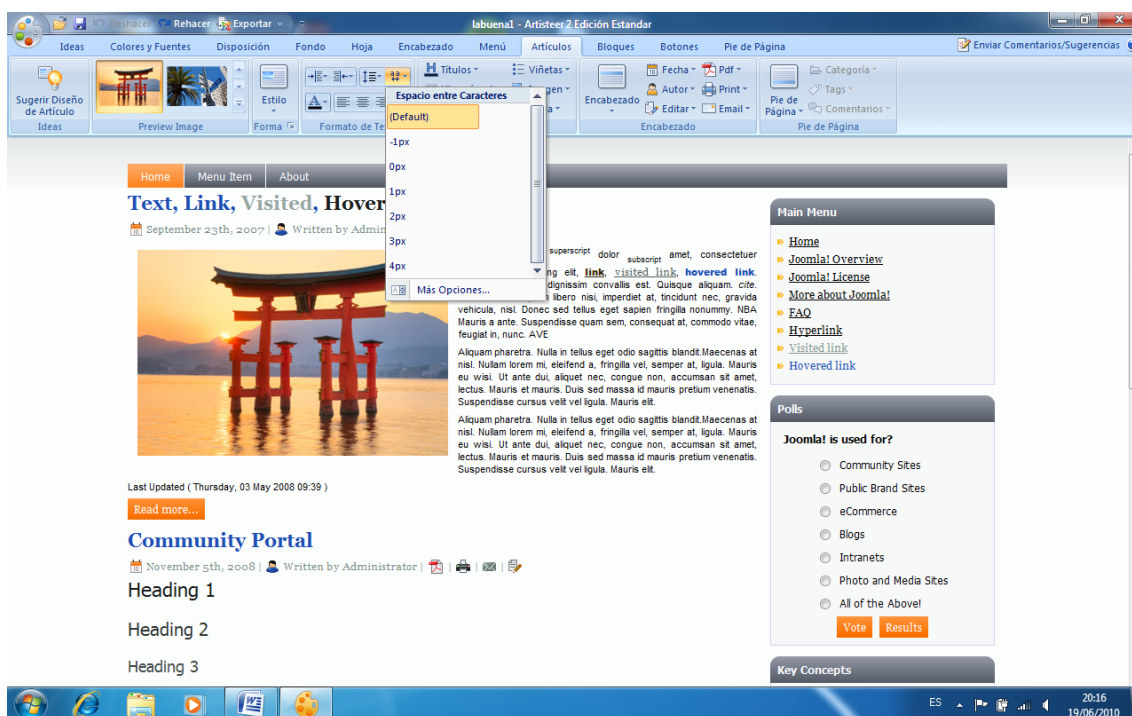 Deshacer Rehacer Exportar
labuena1 - Artisteer 2 Edición Estandar
Ideas Colores y Fuentes Disposición Fondo Hoja Encabezado Menú Artículos Bloques Botones Pie de Página Enviar Comentarios/Sugerencias
Sugerir Diseño
de Artículo
Ideas
Preview Image
Estilo
Forma
Formato de Te
Títulos
Viñetas
Encabezado
Fecha Pdf
Autor Print
Editar Email
Encabezado
Pie de
Página
Categoría
Tags
Comentarios
Pie de Página
Espacio entre Caracteres
(Default)
-1px
0px
1px
2px
3px
4px
Más Opciones...
Home Menu Item About
Text, Link, Visited, Hover
September 23th, 2007 | Written by Admin
superscript dolor subscript amet, consectetuer
ng elit, link, visited link, hovered link.
dignissim convallis est. Quisque aliquam. cite.
libero nisi, imperdiet at, tincidunt nec, gravida
vehicula, nisl. Donec sed tellus eget sapien fringilla nonummy. NBA
Mauris a ante. Suspendisse quam sem, consequat at, commodo vitae,
feugiat in, nunc. AVE
Aliquam pharetra. Nulla in tellus eget odio sagittis blandit.Maecenas at
nisl. Nullam lorem mi, eleifend a, fringilla vel, semper at, ligula. Mauris
eu wisi. Ut ante dui, aliquet nec, congue non, accumsan sit amet,
lectus. Mauris et mauris. Duis sed massa id mauris pretium venenatis.
Suspendisse cursus velit vel ligula. Mauris elit.
Aliquam pharetra. Nulla in tellus eget odio sagittis blandit.Maecenas at
nisl. Nullam lorem mi, eleifend a, fringilla vel, semper at, ligula. Mauris
eu wisi. Ut ante dui, aliquet nec, congue non, accumsan sit amet,
lectus. Mauris et mauris. Duis sed massa id mauris pretium venenatis.
Suspendisse cursus velit vel ligula. Mauris elit.
Last Updated ( Thursday, 03 May 2008 09:39 )
Read more...
Community Portal
November 5th, 2008 | Written by Administrator |
Heading 1
Heading 2
Heading 3
Main Menu
Home
Joomla! Overview
Joomla! License
More about Joomla!
FAQ
Hyperlink
Visited link
Hovered link
Polls
Joomla! is used for?
Community Sites
Public Brand Sites
eCommerce
Blogs
Intranets
Photo and Media Sites
All of the Above!
Vote Results
Key Concepts
ES
20:16
19/06/2010